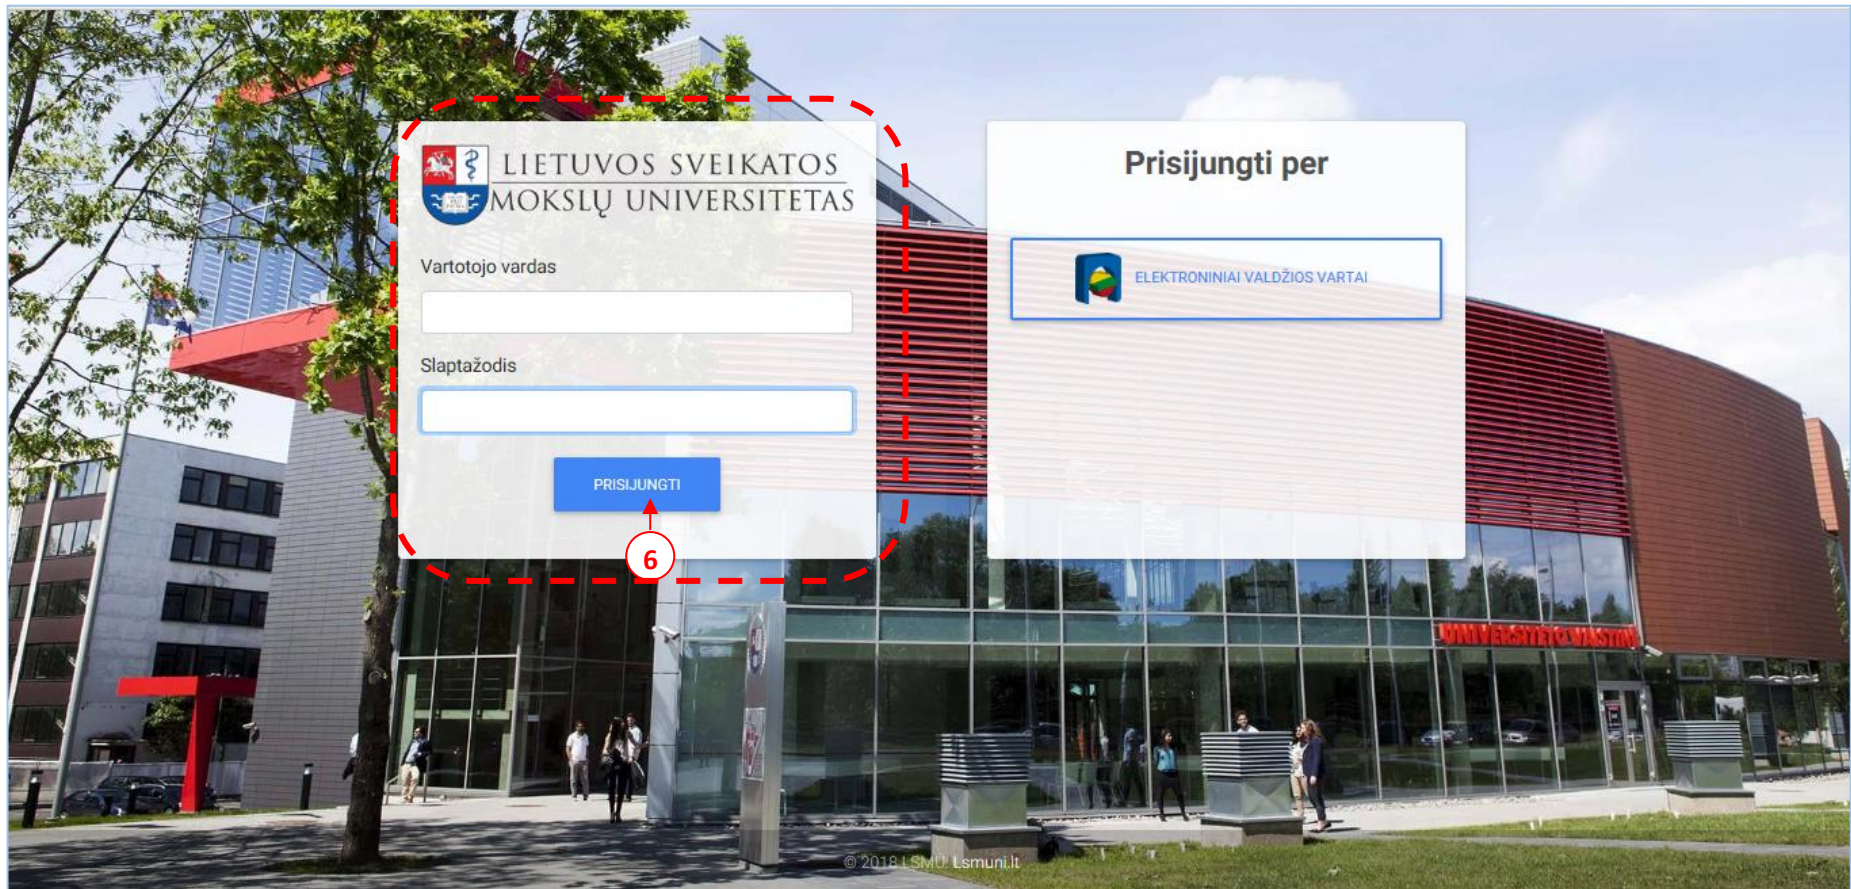 LIETUVOS SVEIKATOS
MOKSLŲ UNIVERSITETAS
Vartotojo vardas
Slaptažodis
PRISIJUNGTI
6
Prisijungti per
ELEKTRONINIAI VALDŽIOS VARTAI
UNIVERSITETO VAISTINĖ
© 2018 LSMU. Lsmuni.lt